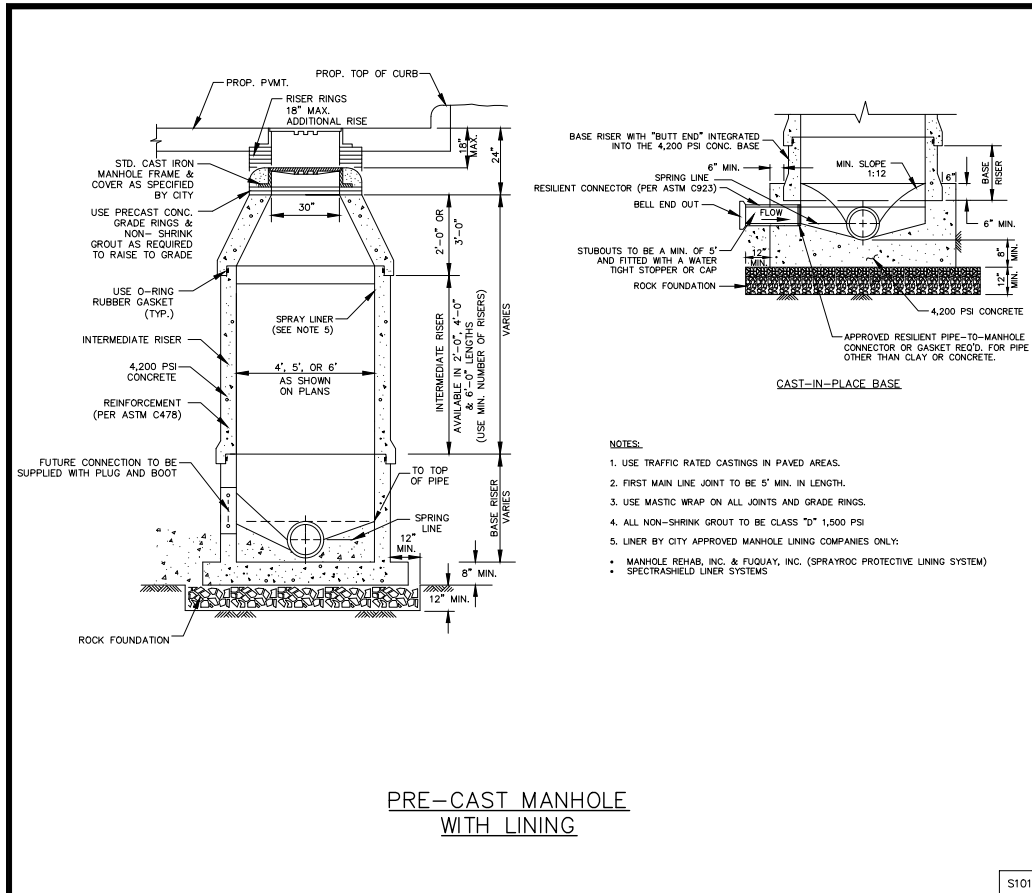 PROP. PVMT.
PROP. TOP OF CURB
RISER RINGS
18" MAX.
ADDITIONAL RISE
18"
MAX.
24"
STD. CAST IRON
MANHOLE FRAME &
COVER AS SPECIFIED
BY CITY
30"
USE PRECAST CONC.
GRADE RINGS &
NON- SHRINK
GROUT AS REQUIRED
TO RAISE TO GRADE
2'-0" OR
3'-0"
USE O-RING
RUBBER GASKET
(TYP.)
SPRAY LINER
(SEE NOTE 5)
INTERMEDIATE RISER
INTERMEDIATE RISER
AVAILABLE IN 2'-0", 4'-0"
& 6'-0" LENGTHS
(USE MIN. NUMBER OF RISERS)
VARIES
4', 5', OR 6'
AS SHOWN
ON PLANS
4,200 PSI
CONCRETE
REINFORCEMENT
(PER ASTM C478)
FUTURE CONNECTION TO BE
SUPPLIED WITH PLUG AND BOOT
TO TOP
OF PIPE
SPRING
LINE
BASE RISER
VARIES
12"
MIN.
8" MIN.
12" MIN.
ROCK FOUNDATION
BASE RISER WITH "BUTT END" INTEGRATED
INTO THE 4,200 PSI CONC. BASE
6" MIN.
MIN. SLOPE
1:12
BASE
RISER
SPRING LINE
6"
RESILIENT CONNECTOR (PER ASTM C923)
BELL END OUT
FLOW
6" MIN.
STUBOUTS TO BE A MIN. OF 5'
AND FITTED WITH A WATER
TIGHT STOPPER OR CAP
12"
MIN.
8"
MIN.
12"
MIN.
ROCK FOUNDATION
4,200 PSI CONCRETE
APPROVED RESILIENT PIPE-TO-MANHOLE
CONNECTOR OR GASKET REQ'D. FOR PIPE
OTHER THAN CLAY OR CONCRETE.
CAST-IN-PLACE BASE
NOTES:
1. USE TRAFFIC RATED CASTINGS IN PAVED AREAS.
2. FIRST MAIN LINE JOINT TO BE 5' MIN. IN LENGTH.
3. USE MASTIC WRAP ON ALL JOINTS AND GRADE RINGS.
4. ALL NON-SHRINK GROUT TO BE CLASS "D" 1,500 PSI
5. LINER BY CITY APPROVED MANHOLE LINING COMPANIES ONLY:
• MANHOLE REHAB, INC. & FUQUAY, INC. (SPRAYROC PROTECTIVE LINING SYSTEM)
• SPECTRASHIELD LINER SYSTEMS
PRE-CAST MANHOLE
WITH LINING
S101